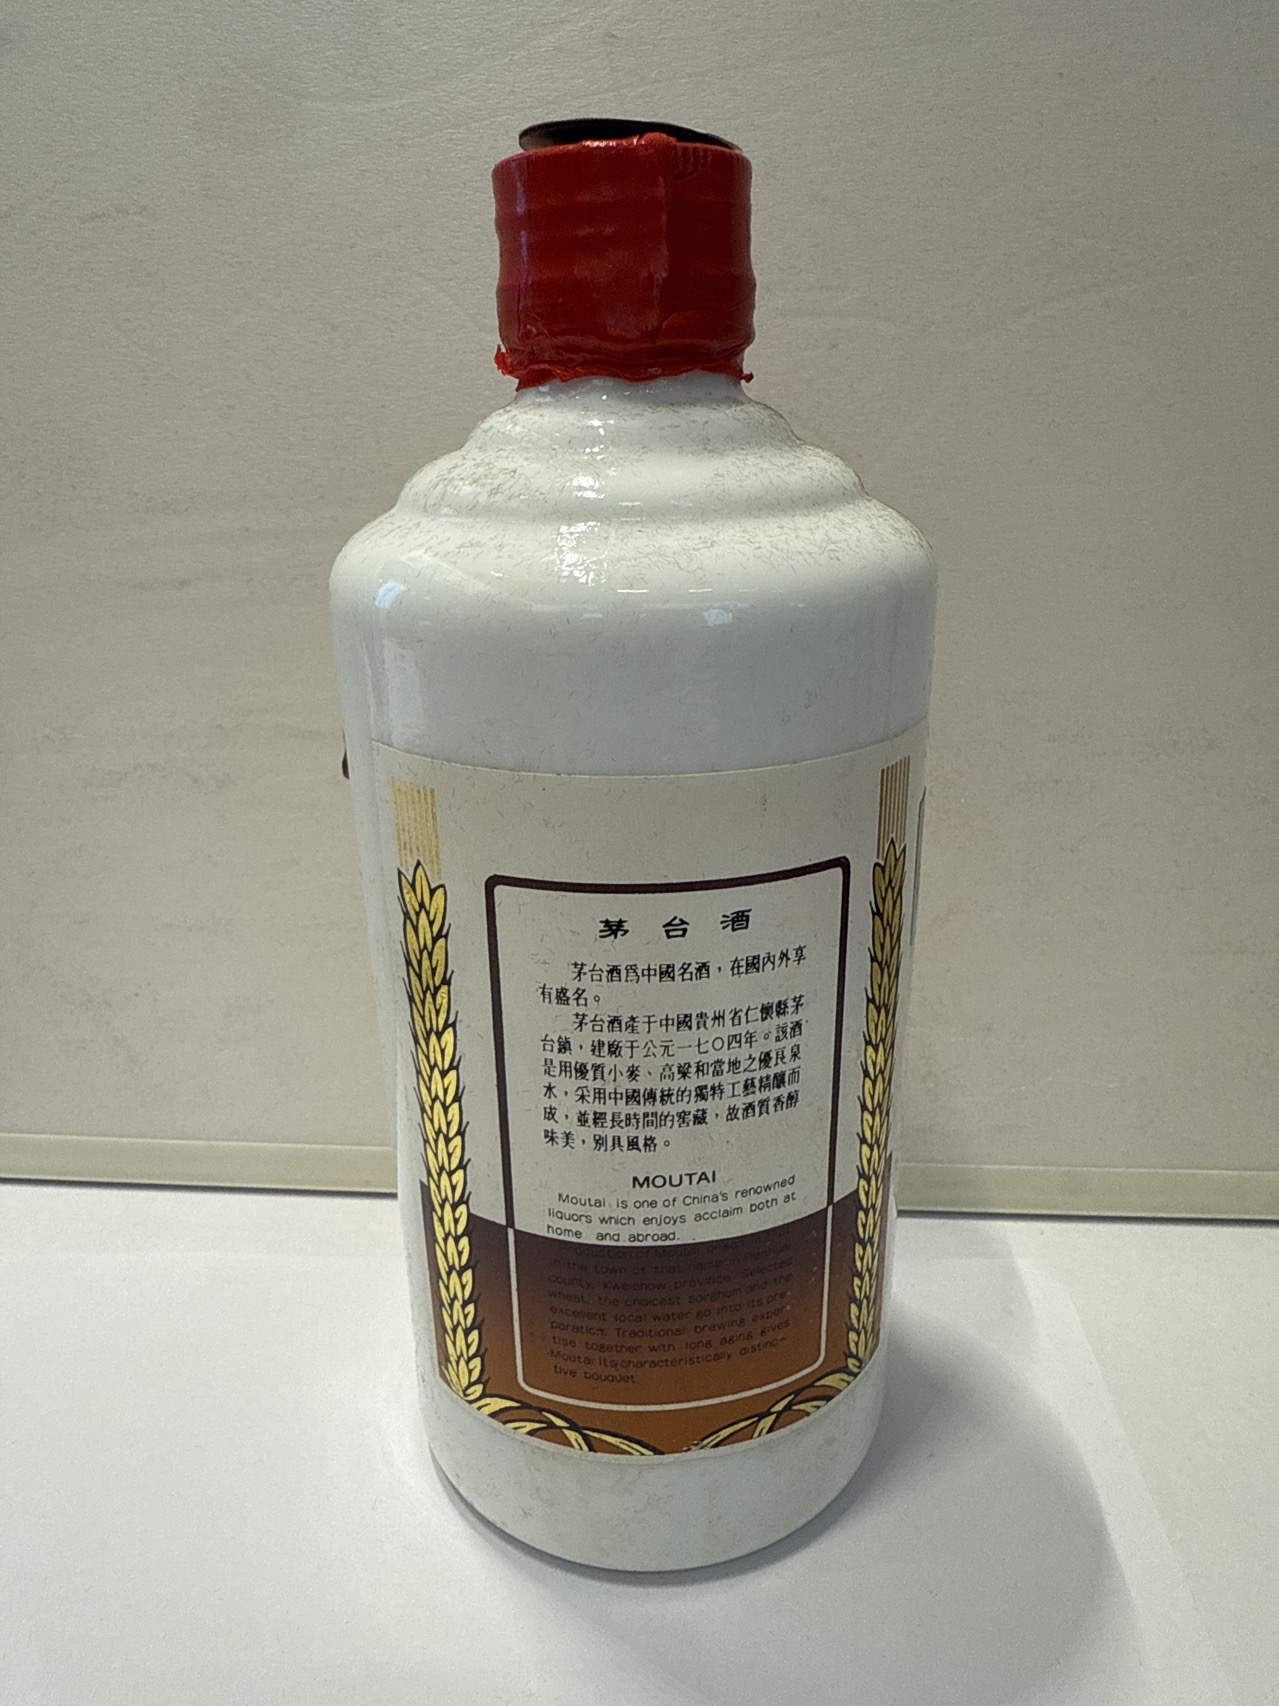 茅台酒
茅台酒爲中國名酒，在國內外享
有盛名。
茅台酒產于中國貴州省仁懷縣茅
台鎮，建廠于公元一七〇四年。該酒
是用優質小麥、高粱和當地之優良泉
水，采用中國傳統的獨特工藝精釀而
成，並經長時間的窖藏，故酒質香醇
味美，別具風格。
MOUTAI
Moutai is one of China's renowned
liquors which enjoys acclaim both at
home and abroad.
production of Moutai
in the town of that name in Renhuai
county, Kweichow province. Selected
wheat, the choicest sorghum and the
excellent local water go into its pre-
paration. Traditional brewing exper-
tise together with long aging gives
Moutai its characteristically distinc-
tive bouquet.